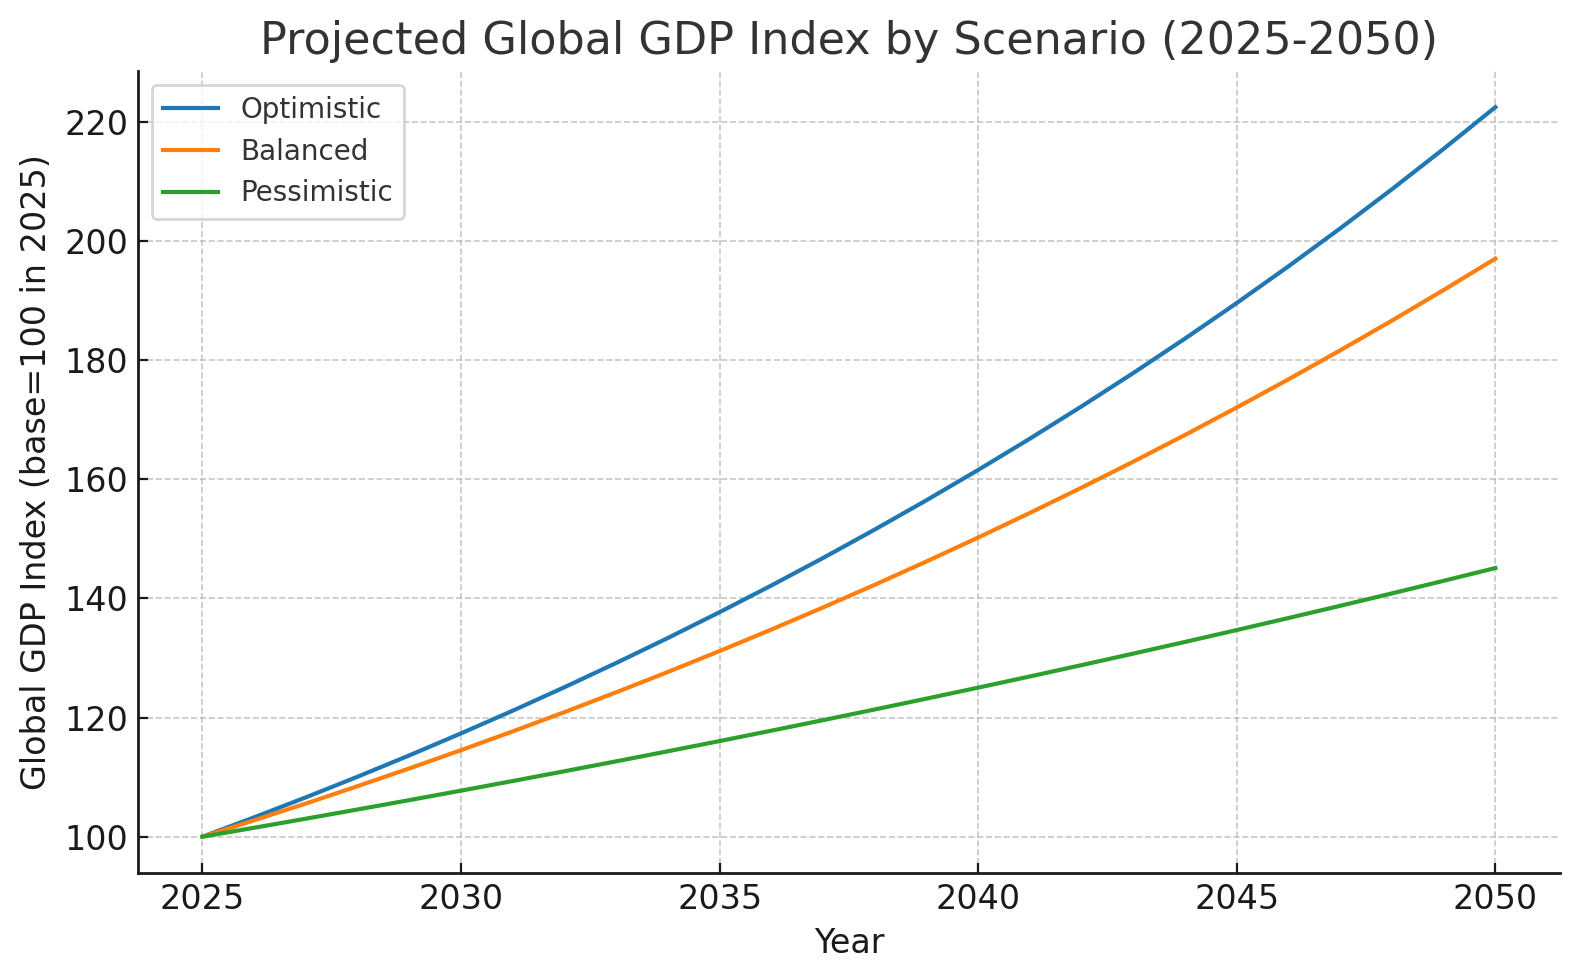 Projected Global GDP Index by Scenario (2025-2050)
Optimistic
Balanced
Pessimistic
Global GDP Index (base=100 in 2025)
220
200
180
160
140
120
100
2025 2030 2035 2040 2045 2050
Year